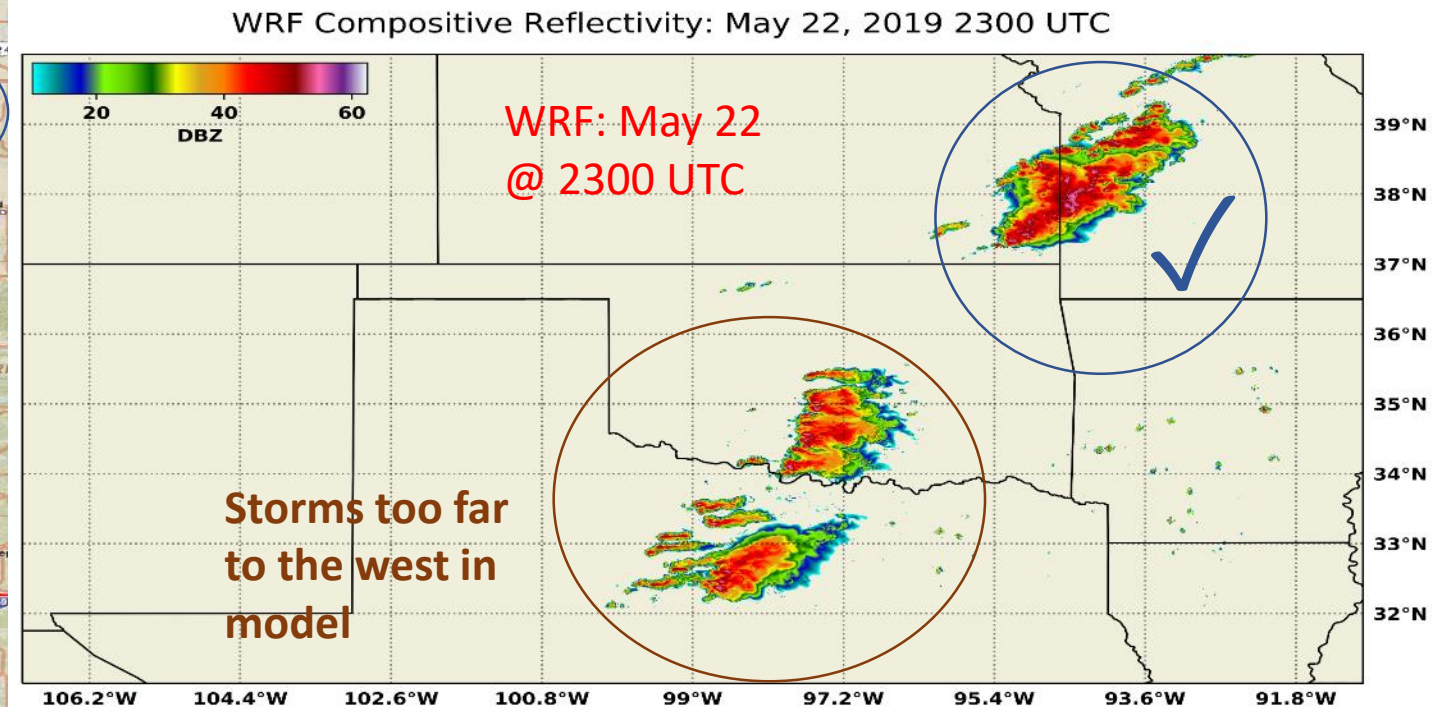 WRF Compositive Reflectivity: May 22, 2019 2300 UTC
20 40 60
DBZ
WRF: May 22
@ 2300 UTC
39°N
38°N
37°N
36°N
35°N
34°N
33°N
32°N
Storms too far
to the west in
model
106.2°W 104.4°W 102.6°W 100.8°W 99°W 97.2°W 95.4°W 93.6°W 91.8°W